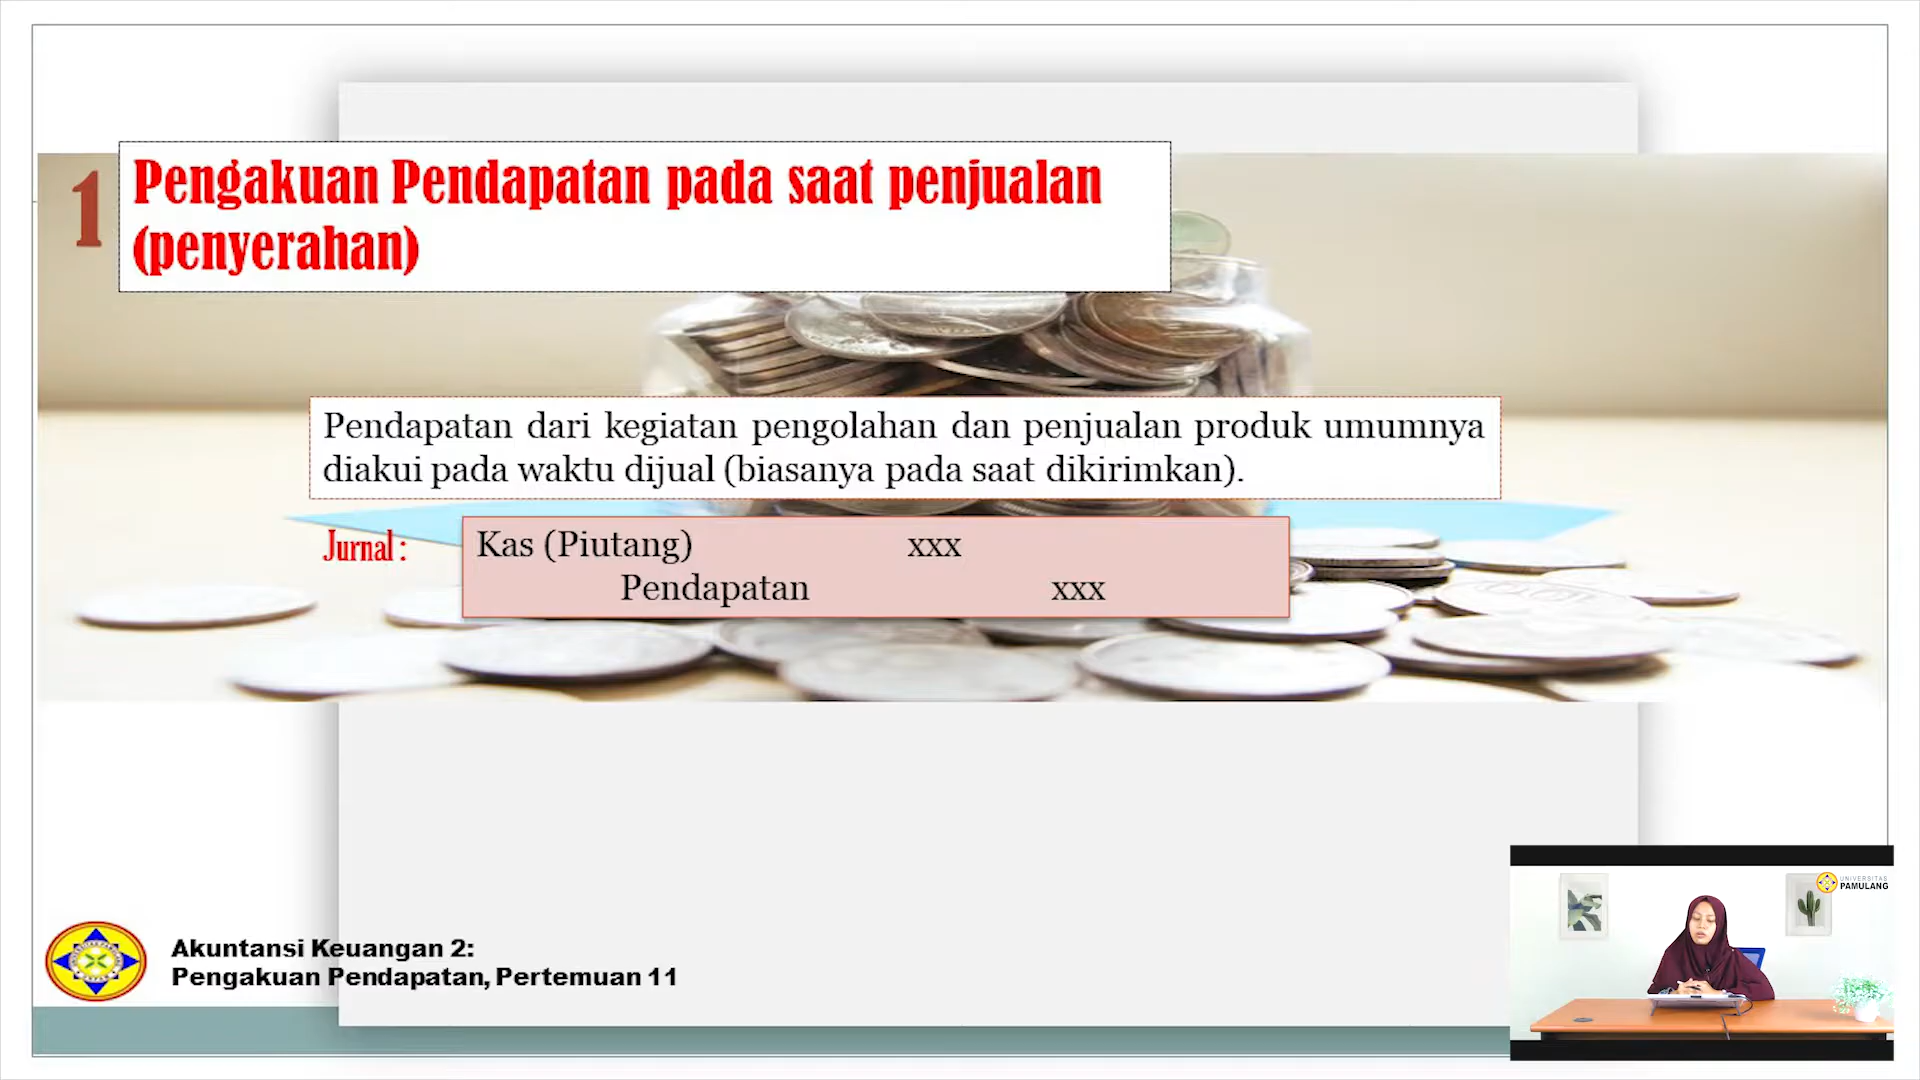 1
Pengakuan Pendapatan pada saat penjualan
(penyerahan)
Pendapatan dari kegiatan pengolahan dan penjualan produk umumnya
diakui pada waktu dijual (biasanya pada saat dikirimkan).
Jurnal :
Kas (Piutang) xxx
Pendapatan xxx
Akuntansi Keuangan 2:
Pengakuan Pendapatan, Pertemuan 11
UNIVERSITAS
PAMULANG